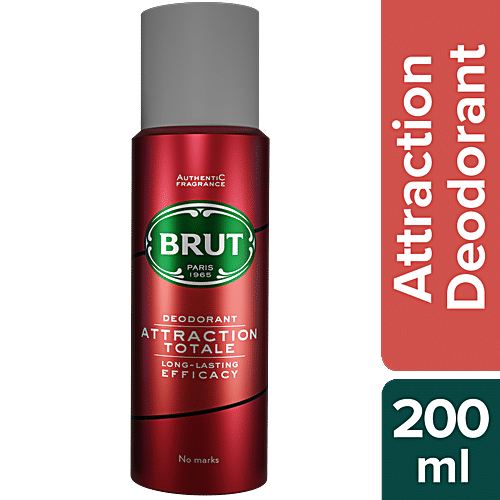 AUTHENTIC
FRAGRANCE
BRUT
PARIS
1965
DEODORANT
ATTRACTION
TOTALE
LONG-LASTING
EFFICACY
No marks
Attraction
Deodorant
200
ml